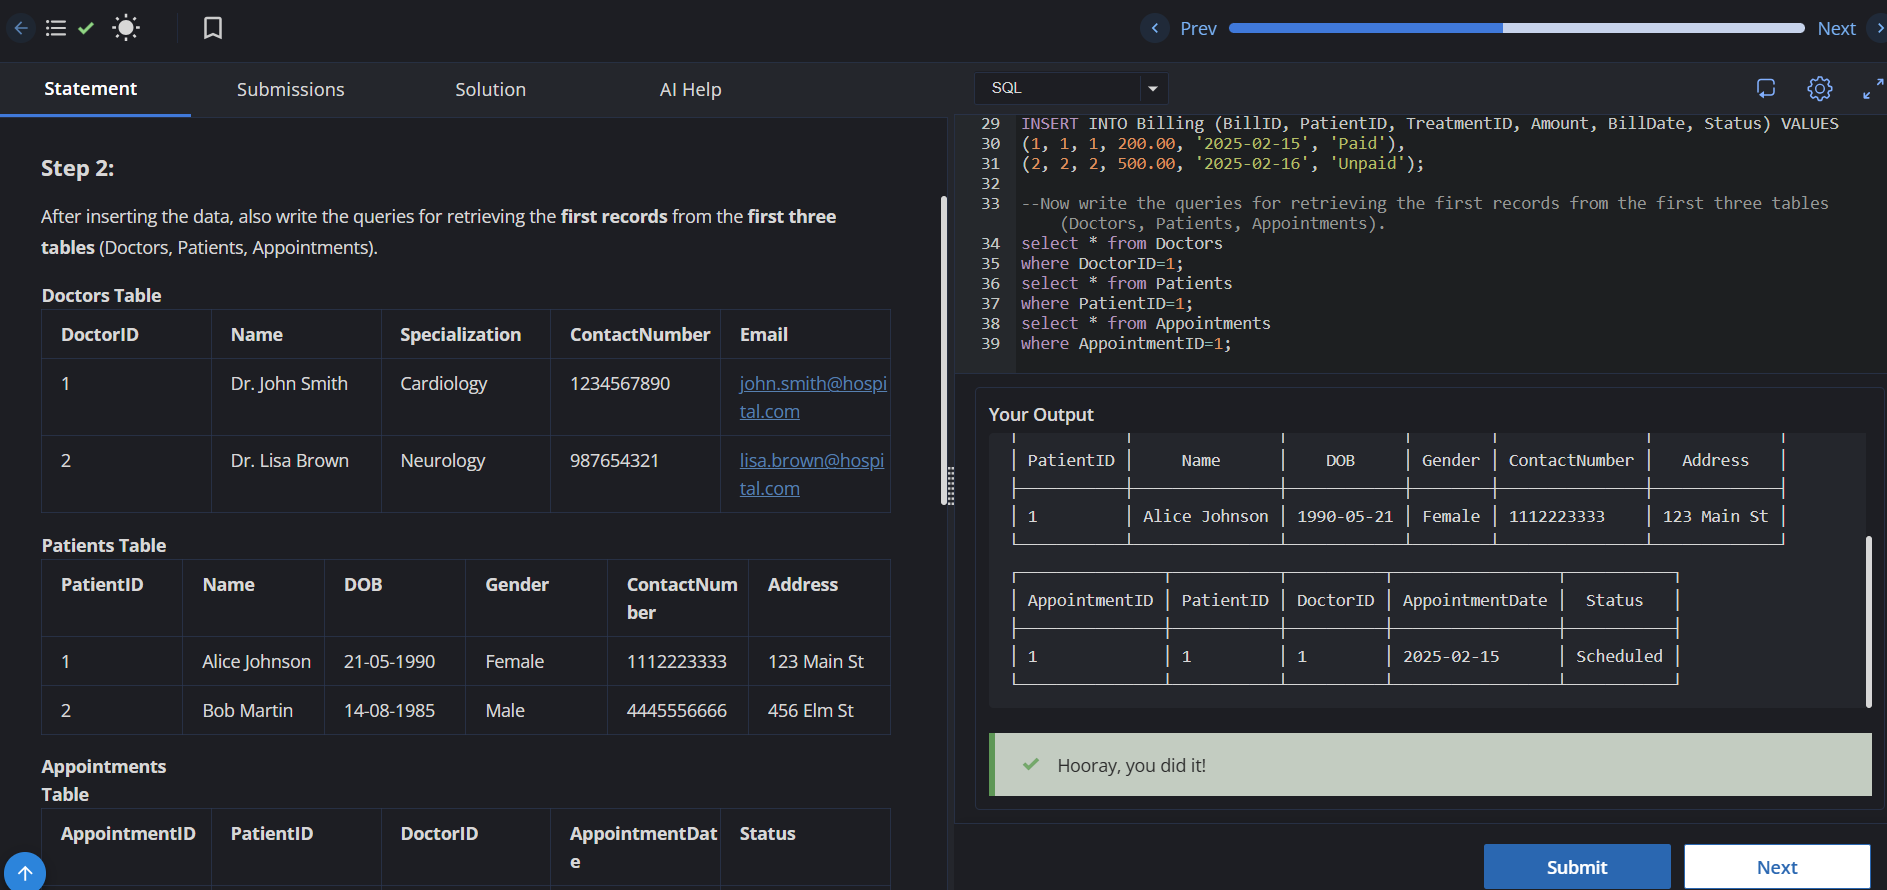 Prev
Next
Statement
Submissions
Solution
AI Help
SQL
Step 2:
After inserting the data, also write the queries for retrieving the first records from the first three
tables (Doctors, Patients, Appointments).
Doctors Table
DoctorID Name Specialization ContactNumber Email
1 Dr. John Smith Cardiology 1234567890 john.smith@hospi
tal.com
2 Dr. Lisa Brown Neurology 987654321 lisa.brown@hospi
tal.com
Patients Table
PatientID Name DOB Gender ContactNum Address
ber
1 Alice Johnson 21-05-1990 Female 1112223333 123 Main St
2 Bob Martin 14-08-1985 Male 4445556666 456 Elm St
Appointments
Table
AppointmentID PatientID DoctorID AppointmentDat Status
e
29 INSERT INTO Billing (BillID, PatientID, TreatmentID, Amount, BillDate, Status) VALUES
30 (1, 1, 1, 200.00, '2025-02-15', 'Paid'),
31 (2, 2, 2, 500.00, '2025-02-16', 'Unpaid');
32
33 --Now write the queries for retrieving the first records from the first three tables
(Doctors, Patients, Appointments).
34 select * from Doctors
35 where DoctorID=1;
36 select * from Patients
37 where PatientID=1;
38 select * from Appointments
39 where AppointmentID=1;
Your Output
PatientID Name DOB Gender ContactNumber Address
1 Alice Johnson 1990-05-21 Female 1112223333 123 Main St
AppointmentID PatientID DoctorID AppointmentDate Status
1 1 1 2025-02-15 Scheduled
Hooray, you did it!
Submit
Next